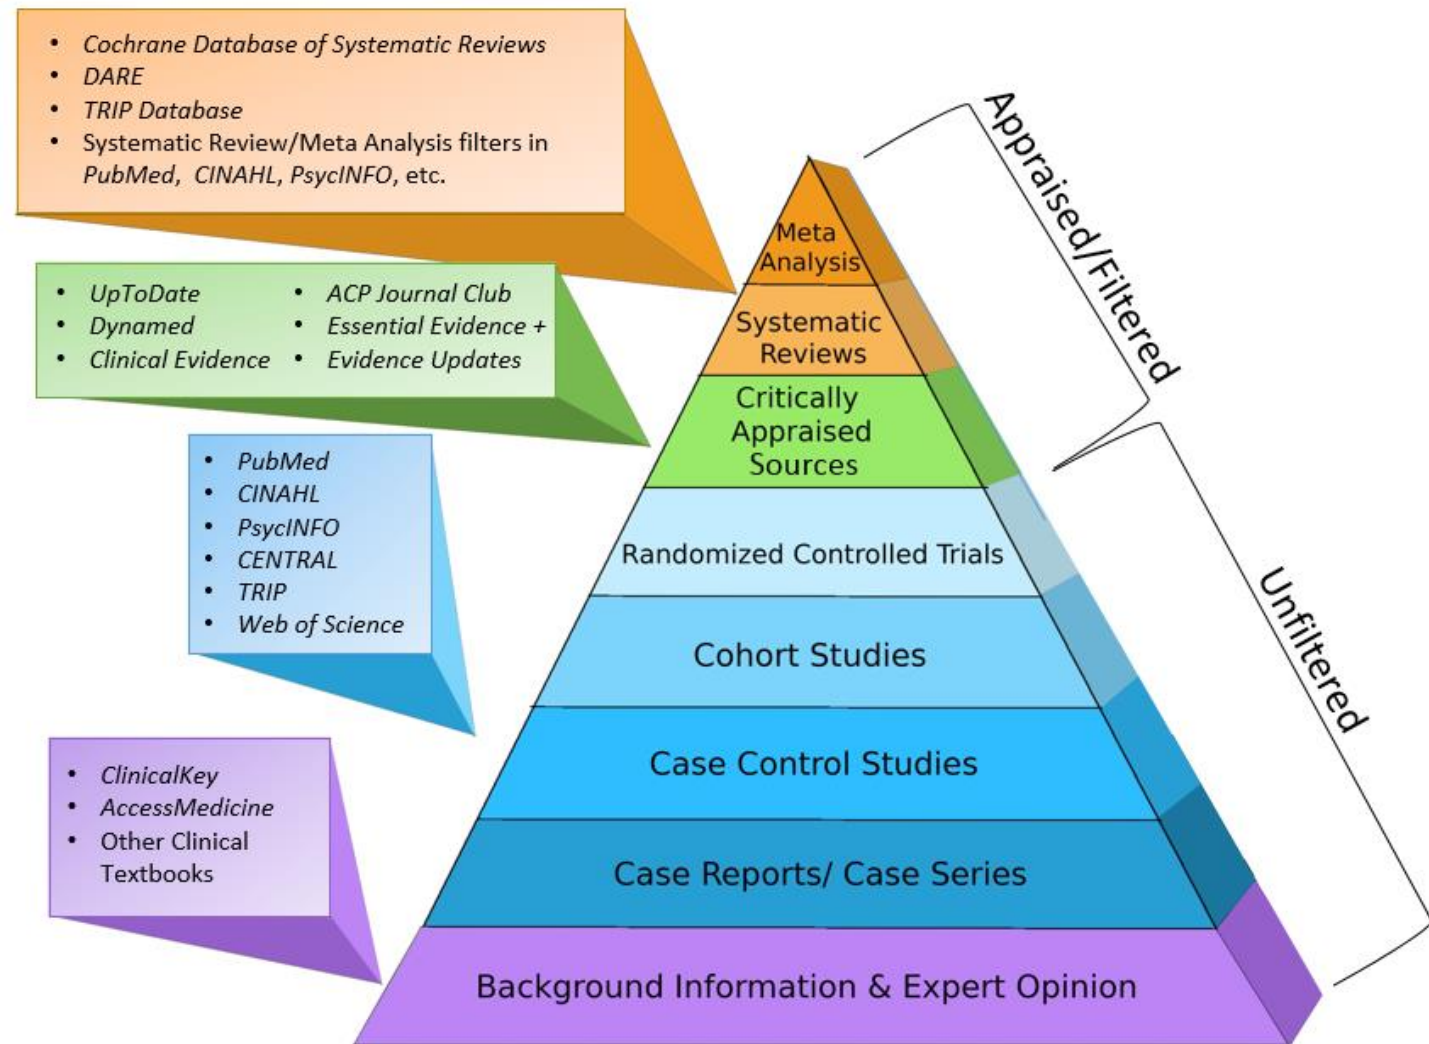 • Cochrane Database of Systematic Reviews
• DARE
• TRIP Database
• Systematic Review/Meta Analysis filters in
PubMed, CINAHL, PsycINFO, etc.
• UpToDate
• Dynamed
• Clinical Evidence
• ACP Journal Club
• Essential Evidence +
• Evidence Updates
• PubMed
• CINAHL
• PsycINFO
• CENTRAL
• TRIP
• Web of Science
• ClinicalKey
• AccessMedicine
• Other Clinical
Textbooks
Meta
Analysis
Systematic
Reviews
Critically
Appraised
Sources
Randomized Controlled Trials
Cohort Studies
Case Control Studies
Case Reports/ Case Series
Background Information & Expert Opinion
Appraised/Filtered
Unfiltered